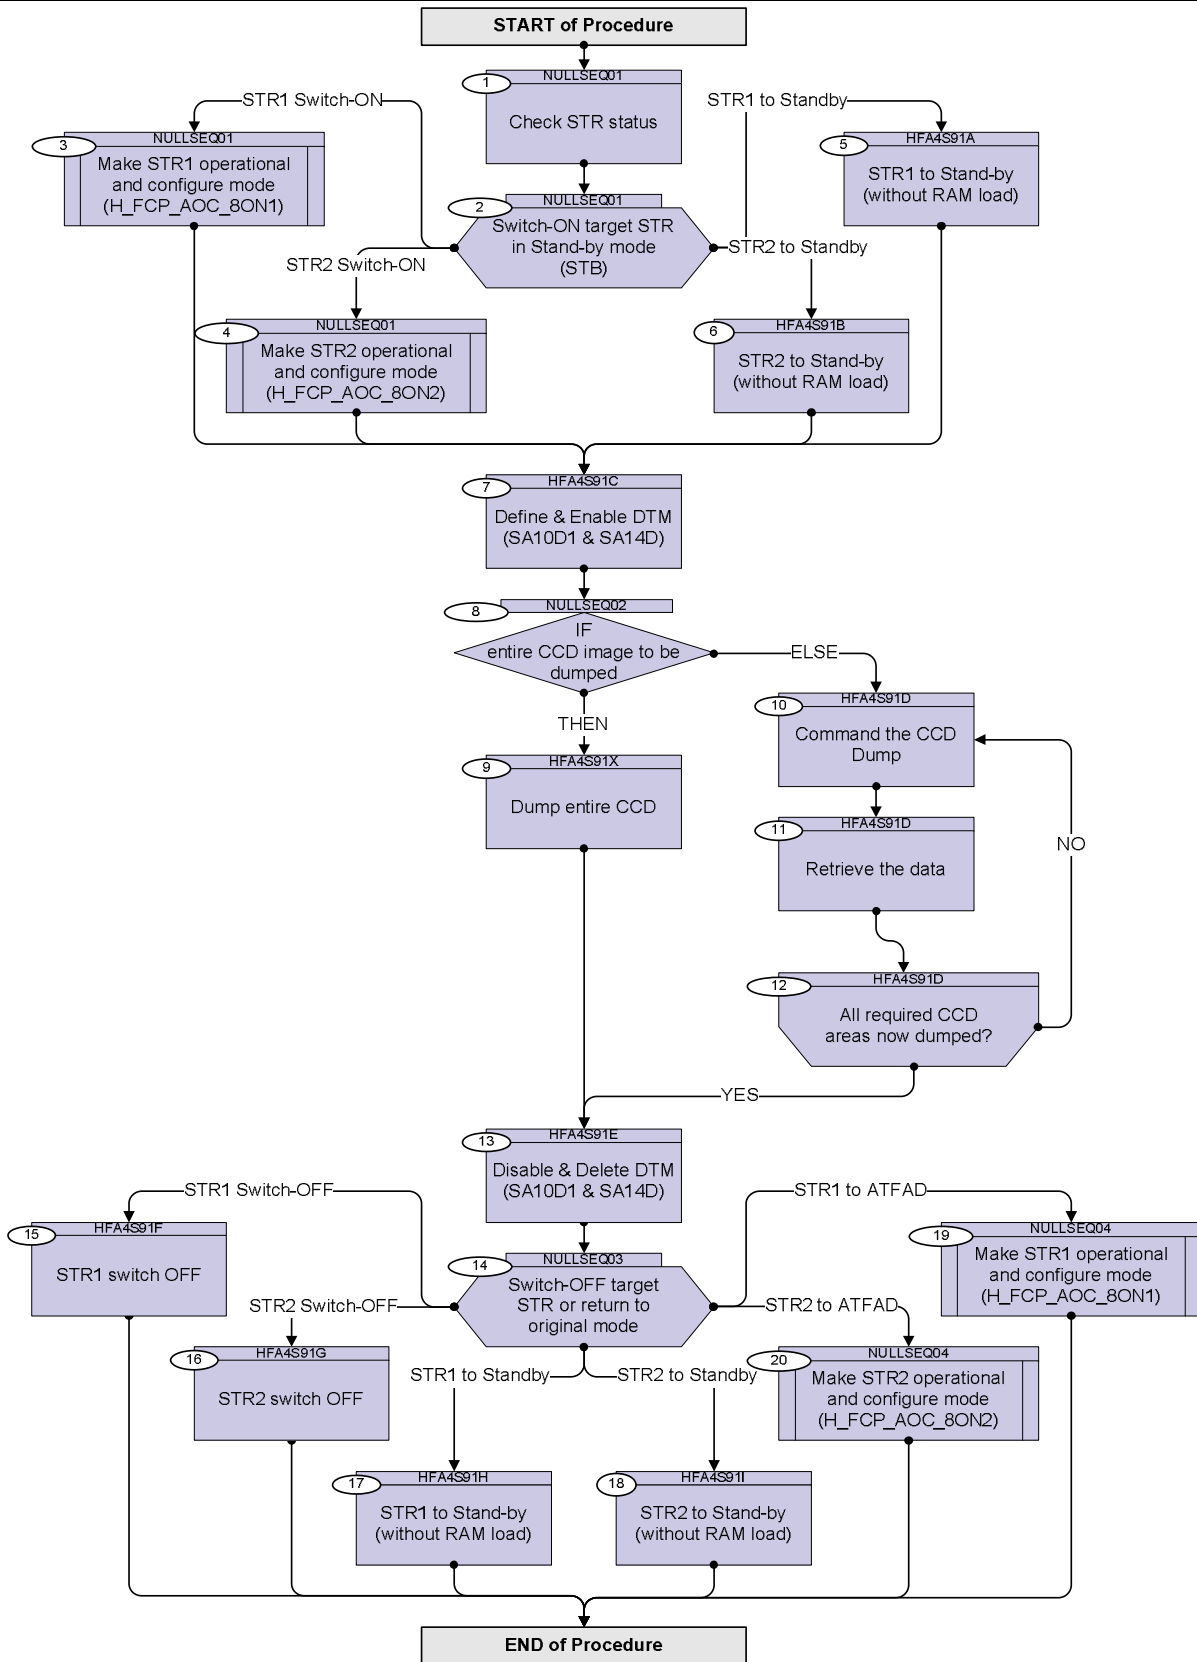 START of Procedure
NULLSEQ01
1
Check STR status
STR1 Switch-ON
STR1 to Standby
NULLSEQ01
3
Make STR1 operational
and configure mode
(H_FCP_AOC_8ON1)
HFA4S91A
5
STR1 to Stand-by
(without RAM load)
NULLSEQ01
2
Switch-ON target STR
in Stand-by mode
(STB)
STR2 Switch-ON
STR2 to Standby
NULLSEQ01
4
Make STR2 operational
and configure mode
(H_FCP_AOC_8ON2)
HFA4S91B
6
STR2 to Stand-by
(without RAM load)
HFA4S91C
7
Define & Enable DTM
(SA10D1 & SA14D)
NULLSEQ02
8
IF
entire CCD image to be
dumped
ELSE
THEN
HFA4S91D
10
Command the CCD
Dump
HFA4S91X
9
Dump entire CCD
HFA4S91D
11
Retrieve the data
NO
HFA4S91D
12
All required CCD
areas now dumped?
YES
HFA4S91E
13
Disable & Delete DTM
(SA10D1 & SA14D)
STR1 Switch-OFF
STR1 to ATFAD
HFA4S91F
15
STR1 switch OFF
NULLSEQ04
19
Make STR1 operational
and configure mode
(H_FCP_AOC_8ON1)
NULLSEQ03
14
Switch-OFF target
STR or return to
original mode
STR2 Switch-OFF
STR2 to ATFAD
HFA4S91G
16
STR2 switch OFF
STR1 to Standby
STR2 to Standby
NULLSEQ04
20
Make STR2 operational
and configure mode
(H_FCP_AOC_8ON2)
HFA4S91H
17
STR1 to Stand-by
(without RAM load)
HFA4S91I
18
STR2 to Stand-by
(without RAM load)
END of Procedure